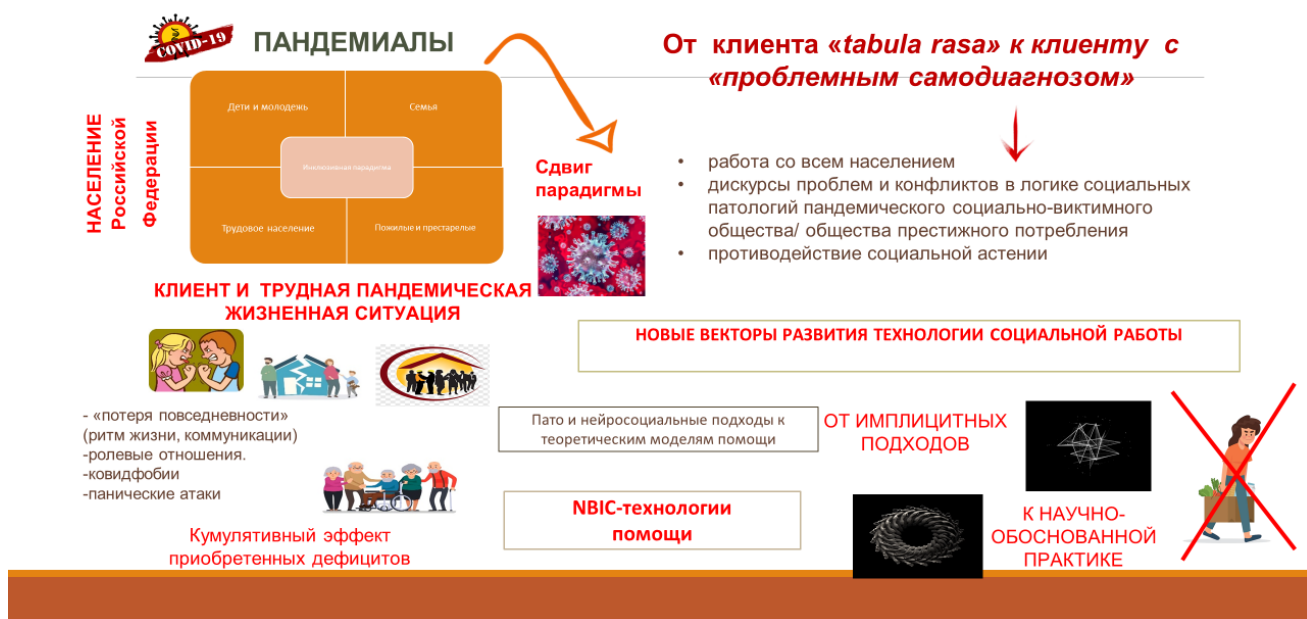 COVID-19
ПАНДЕМИАЛЫ
НАСЕЛЕНИЕ
Российской
Федерации
Дети и молодежь
Семья
Инклюзивная парадигма
Трудовое население
Пожилые и престарелые
Сдвиг
парадигмы
От клиента «tabula rasa» к клиенту с
«проблемным самодиагнозом»
• работа со всем населением
• дискурсы проблем и конфликтов в логике социальных
патологий пандемического социально-виктимного
общества/ общества престижного потребления
• противодействие социальной астении
КЛИЕНТ И ТРУДНАЯ ПАНДЕМИЧЕСКАЯ
ЖИЗНЕННАЯ СИТУАЦИЯ
- «потеря повседневности»
(ритм жизни, коммуникации)
-ролевые отношения.
-ковидфобии
-панические атаки
Кумулятивный эффект
приобретенных дефицитов
НОВЫЕ ВЕКТОРЫ РАЗВИТИЯ ТЕХНОЛОГИИ СОЦИАЛЬНОЙ РАБОТЫ
Пато и нейросоциальные подходы к
теоретическим моделям помощи
NBIC-технологии
помощи
ОТ ИМПЛИЦИТНЫХ
ПОДХОДОВ
К НАУЧНО-
ОБОСНОВАННОЙ
ПРАКТИКЕ